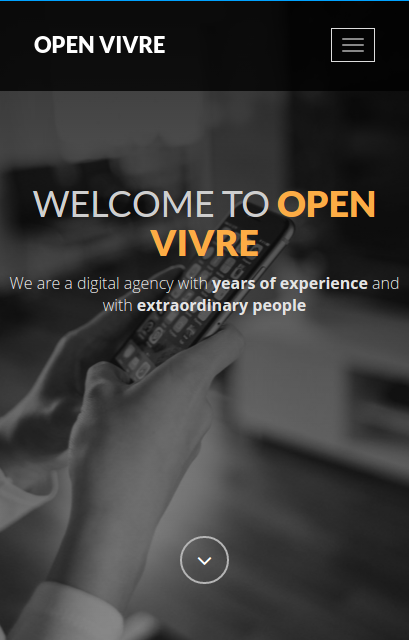 OPEN VIVRE
WELCOME TO OPEN
VIVRE
We are a digital agency with years of experience and
with extraordinary people